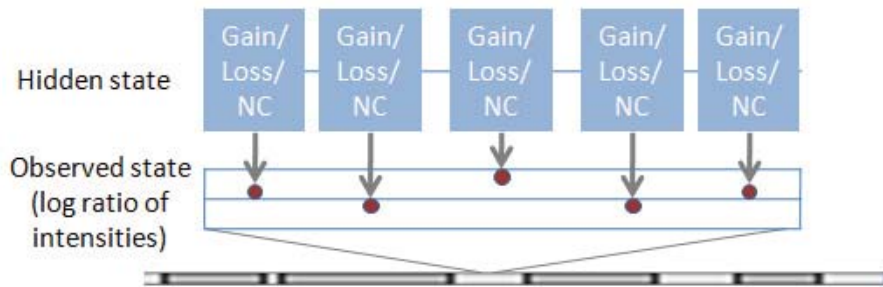 Gain/
Loss/
NC
Gain/
Loss/
NC
Gain/
Loss/
NC
Gain/
Loss/
NC
Gain/
Loss/
NC
Hidden state
Observed state
(log ratio of
intensities)